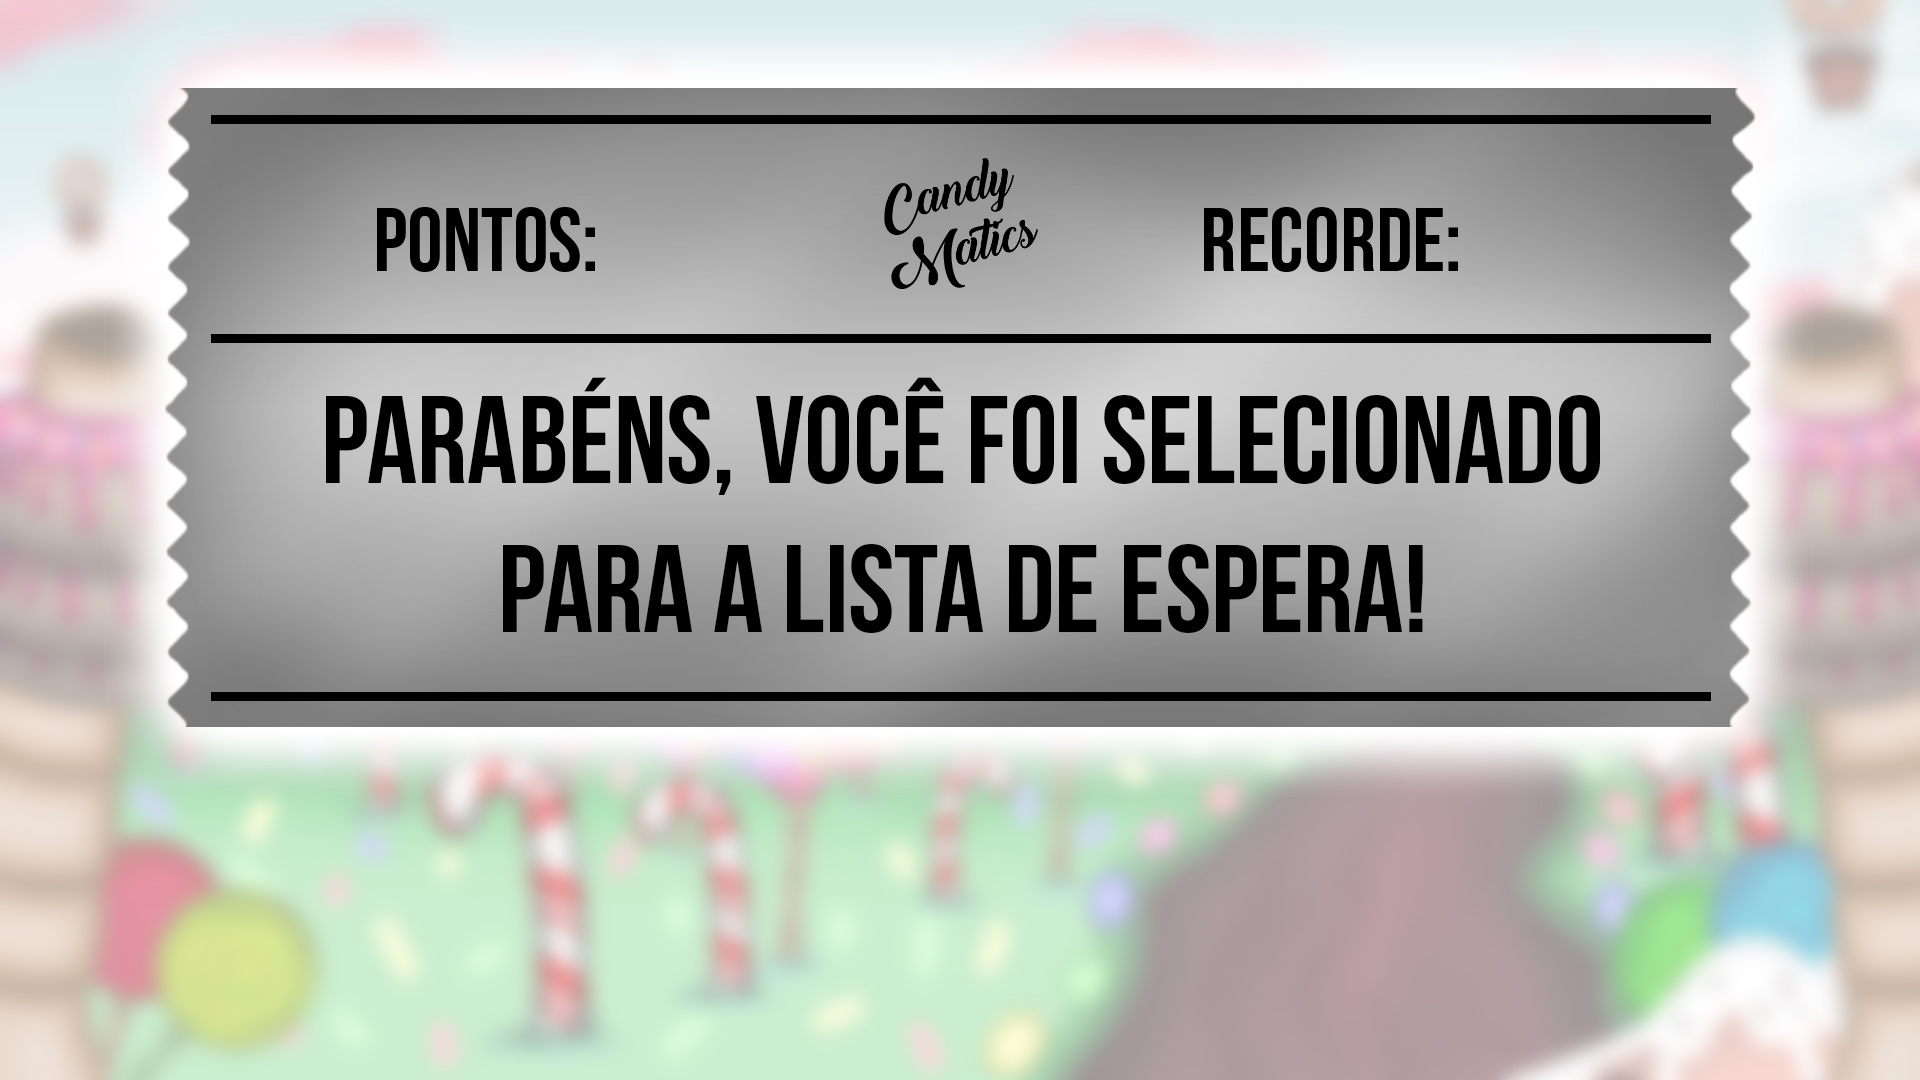 PONTOS:
Candy
Matics
RECORDE:
PARABÉNS, VOCÊ FOI SELECIONADO
PARA A LISTA DE ESPERA!